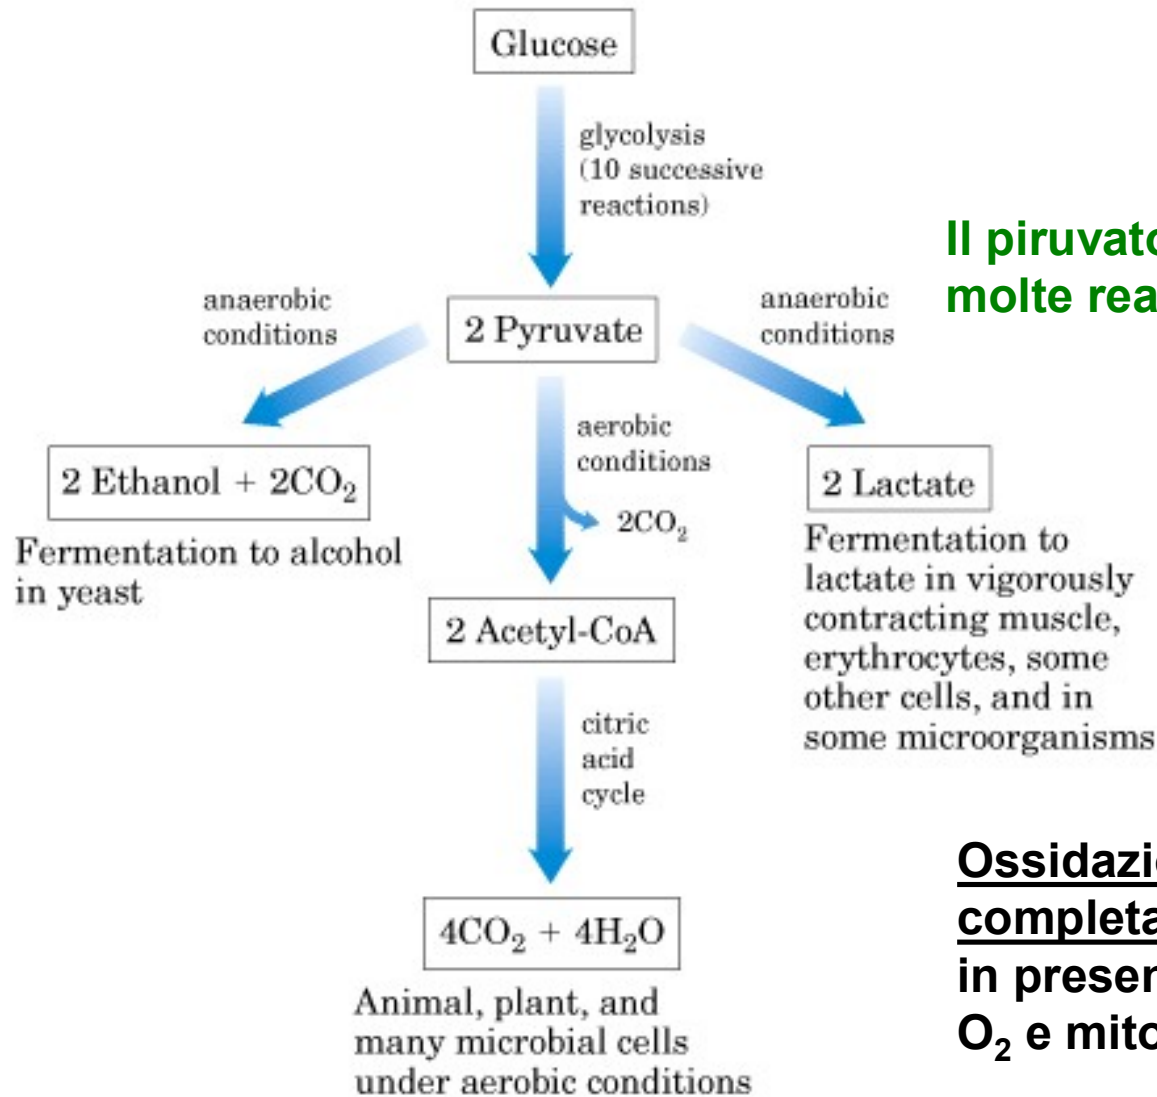 Glucose
glycolysis
(10 successive
reactions)
Il piruvato
molte rea
anaerobic
conditions
2 Pyruvate
anaerobic
conditions
2 Ethanol + 2CO₂
Fermentation to alcohol
in yeast
aerobic
conditions
2CO₂
2 Lactate
Fermentation to
lactate in vigorously
contracting muscle,
erythrocytes, some
other cells, and in
some microorganisms
2 Acetyl-CoA
citric
acid
cycle
4CO₂ + 4H₂O
Animal, plant, and
many microbial cells
under aerobic conditions
Ossidazio
completa
in presen
O₂ e mito